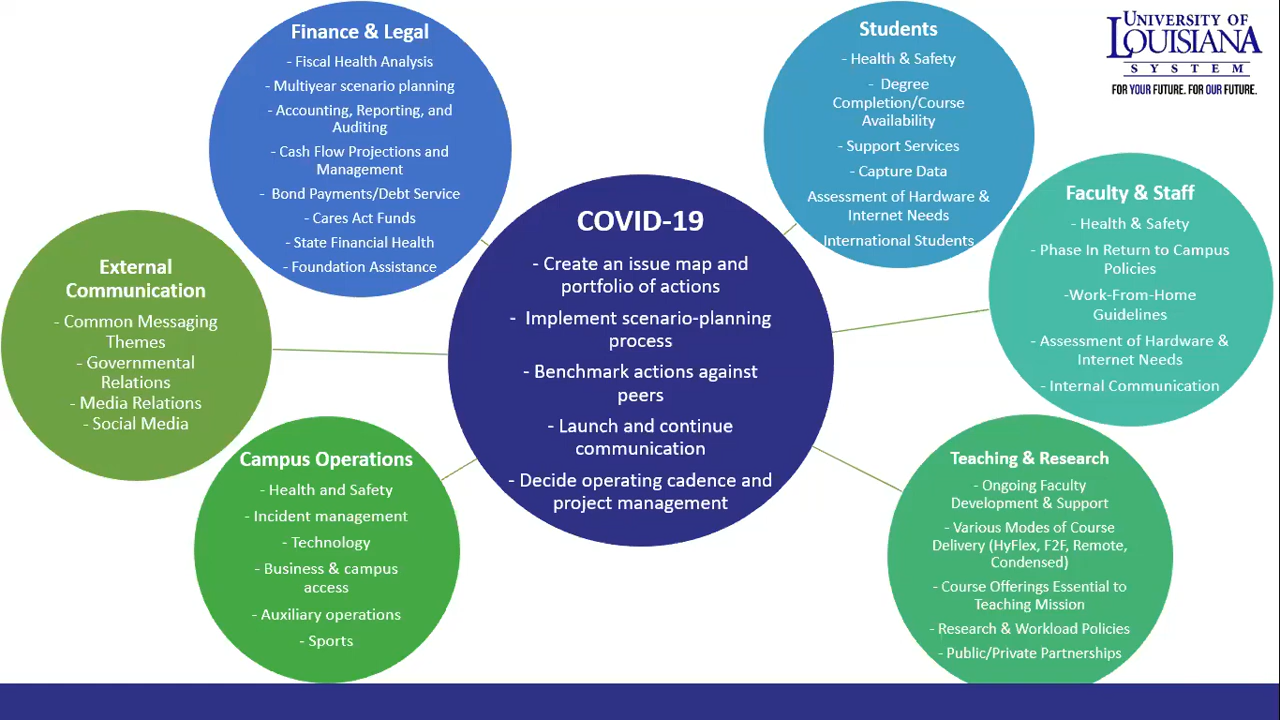 Finance & Legal
- Fiscal Health Analysis
- Multiyear scenario planning
- Accounting, Reporting, and
Auditing
- Cash Flow Projections and
Management
- Bond Payments/Debt Service
- Cares Act Funds
- State Financial Health
- Foundation Assistance
Students
- Health & Safety
- Degree
Completion/Course
Availability
- Support Services
- Capture Data
Assessment of Hardware &
Internet Needs
International Students
UNIVERSITY OF
LOUISIANA
SYSTEM
FOR YOUR FUTURE. FOR OUR FUTURE.
External
Communication
- Common Messaging
Themes
- Governmental
Relations
- Media Relations
- Social Media
COVID-19
- Create an issue map and
portfolio of actions
- Implement scenario-planning
process
- Benchmark actions against
peers
- Launch and continue
communication
- Decide operating cadence and
project management
Faculty & Staff
- Health & Safety
- Phase In Return to Campus
Policies
-Work-From-Home
Guidelines
- Assessment of Hardware &
Internet Needs
- Internal Communication
Campus Operations
- Health and Safety
- Incident management
- Technology
- Business & campus
access
- Auxiliary operations
- Sports
Teaching & Research
- Ongoing Faculty
Development & Support
- Various Modes of Course
Delivery (HyFlex, F2F, Remote,
Condensed)
- Course Offerings Essential to
Teaching Mission
- Research & Workload Policies
- Public/Private Partnerships